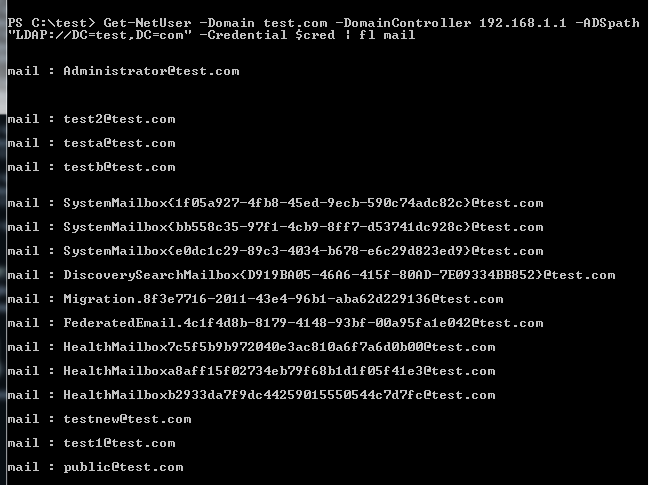 PS C:\test> Get-NetUser -Domain test.com -DomainController 192.168.1.1 -ADSpath
"LDAP://DC=test,DC=com" -Credential $cred | fl mail
mail : Administrator@test.com
mail : test2@test.com
mail : testa@test.com
mail : testb@test.com
mail : SystemMailbox{1f05a927-4fb8-45ed-9ecb-590c74adc82c}@test.com
mail : SystemMailbox{bb558c35-97f1-4cb9-8ff7-d53741dc928c}@test.com
mail : SystemMailbox{e0dc1c29-89c3-4034-b678-e6c29d823ed9}@test.com
mail : DiscoverySearchMailbox{D919BA05-46A6-415f-80AD-7E09334BB852}@test.com
mail : Migration.8f3e7716-2011-43e4-96b1-aba62d229136@test.com
mail : FederatedEmail.4c1f4d8b-8179-4148-93bf-00a95fa1e042@test.com
mail : HealthMailbox7c5f5b9b972040e3ac810a6f7a6d0b00@test.com
mail : HealthMailboxa8aff15f02734eb79f68b1d1f05f41e3@test.com
mail : HealthMailboxb2933da7f9dc44259015550544c7d7fc@test.com
mail : testnew@test.com
mail : test1@test.com
mail : public@test.com